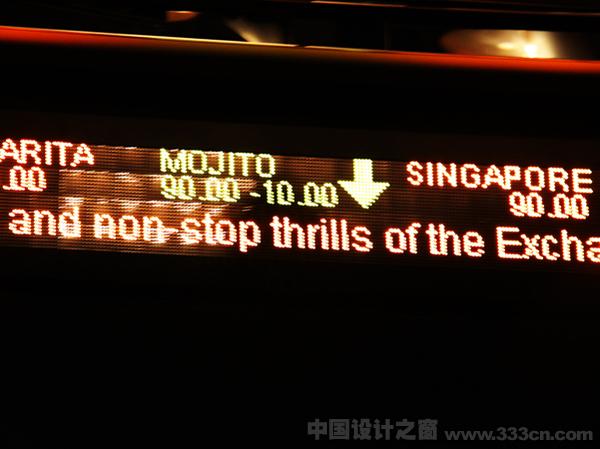 ARITA MOJITO SINGAPORE
.00 90.00 -10.00 90.00
and non-stop thrills of the Excha
中国设计之窗 www.333cn.com